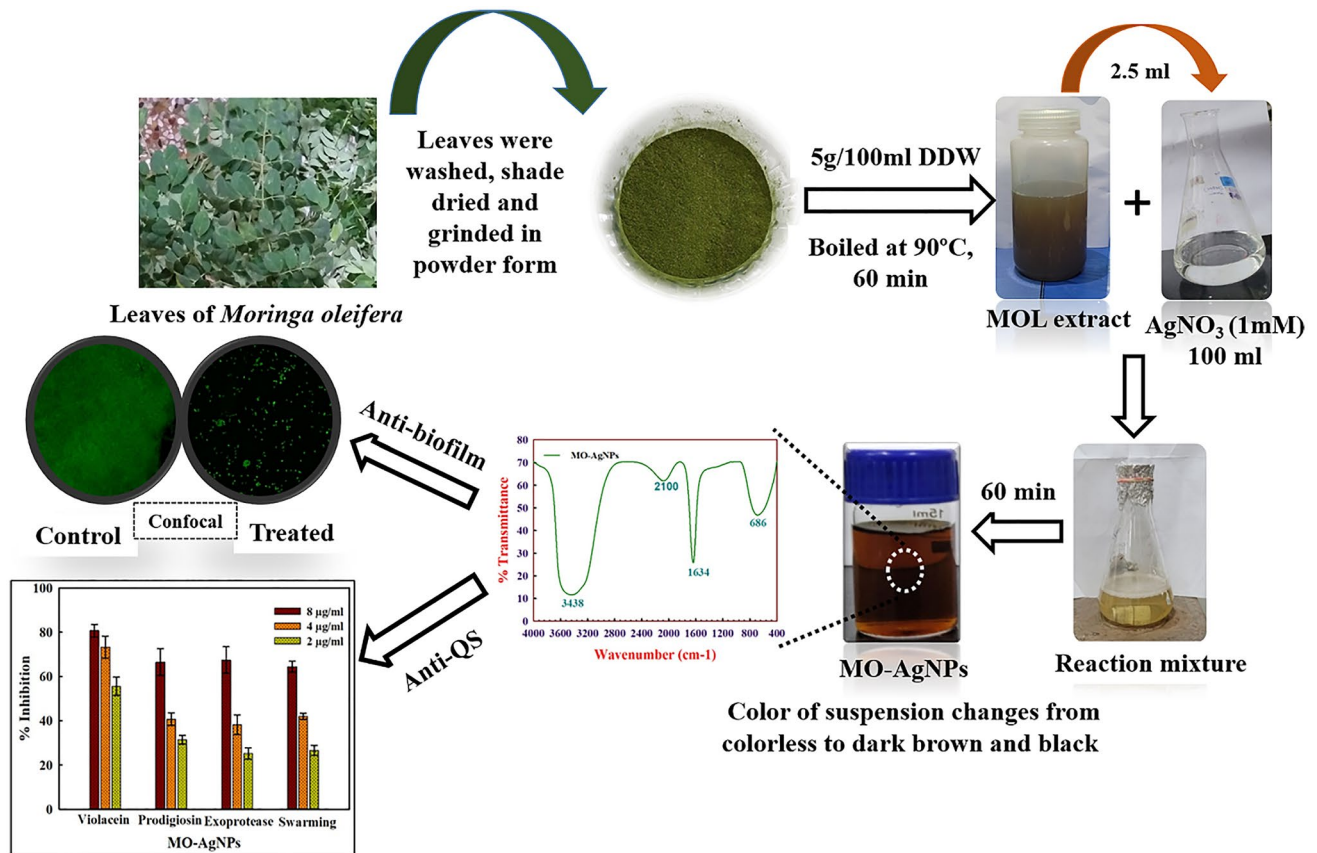 Leaves were
washed, shade
dried and
grinded in
powder form
Leaves of Moringa oleifera
5g/100ml DDW
Boiled at 90ºC,
60 min
2.5 ml
+
MOL extract
AgNO₃ (1mM)
100 ml
Reaction mixture
60 min
15ml
MO-AgNPs
Color of suspension changes from
colorless to dark brown and black
MO-AgNPs
% Transmittance
80
70
60
50
40
30
20
10
0
3438
2100
1634
686
4000 3600 3200 2800 2400 2000 1600 1200 800 400
Wavenumber (cm-1)
Anti-biofilm
Control
Confocal
Treated
Anti-QS
% Inhibition
100
80
60
40
20
0
8 µg/ml
4 µg/ml
2 µg/ml
Violacein Prodigiosin Exoprotease Swarming
MO-AgNPs